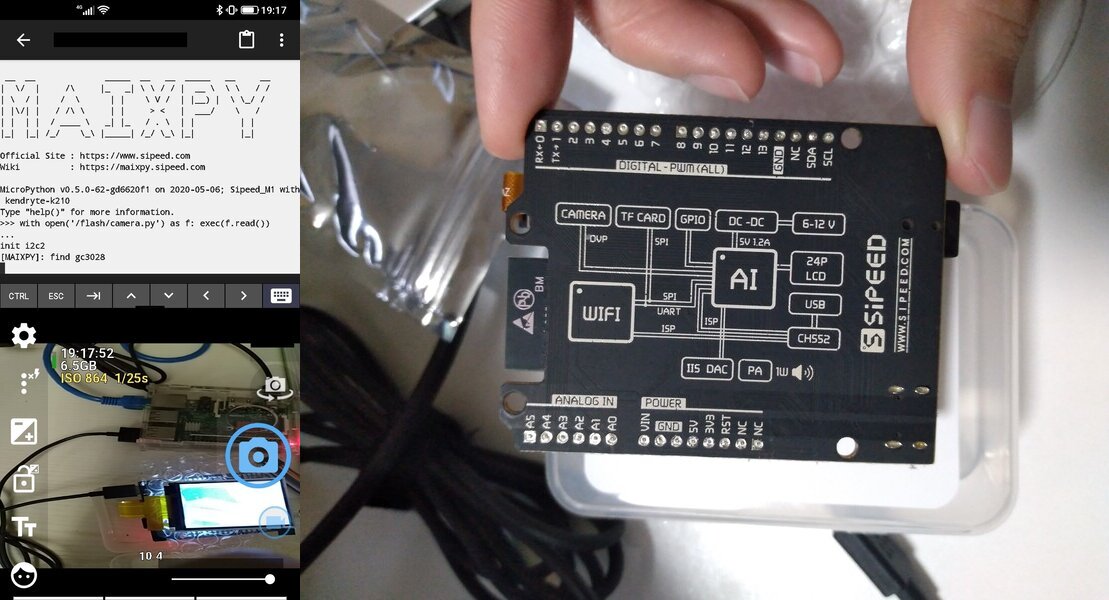 4G
19:17
MAIXPY
Official Site : https://www.sipeed.com
Wiki : https://maixpy.sipeed.com
MicroPython v0.5.0-62-gd6620f1 on 2020-05-06; Sipeed_M1 with
kendryte-k210
Type "help()" for more information.
>>> with open('/flash/camera.py') as f: exec(f.read())
...
init i2c2
[MAIXPY]: find gc3028
CTRL ESC
19:17:52
6.5GB
ISO 864 1/25s
Tт
10 4
RX←0 TX→1 2 3 4 5 6 7 8 9 10 11 12 13 GND NC SDA SCL
DIGITAL-PWM(ALL)
CAMERA TF CARD GPIO DC-DC 6-12 V
DVP SPI 5V 1.2A
AI
24P
LCD
WIFI
SPI
UART
ISP
ISP
USB
CH552
IIS DAC PA 1W
BM
Pb
SiPEED
WWW.SIPEED.COM
ANALOG IN POWER
A5 A4 A3 A2 A1 A0 VIN GND 5V 3V3 RST NC NC